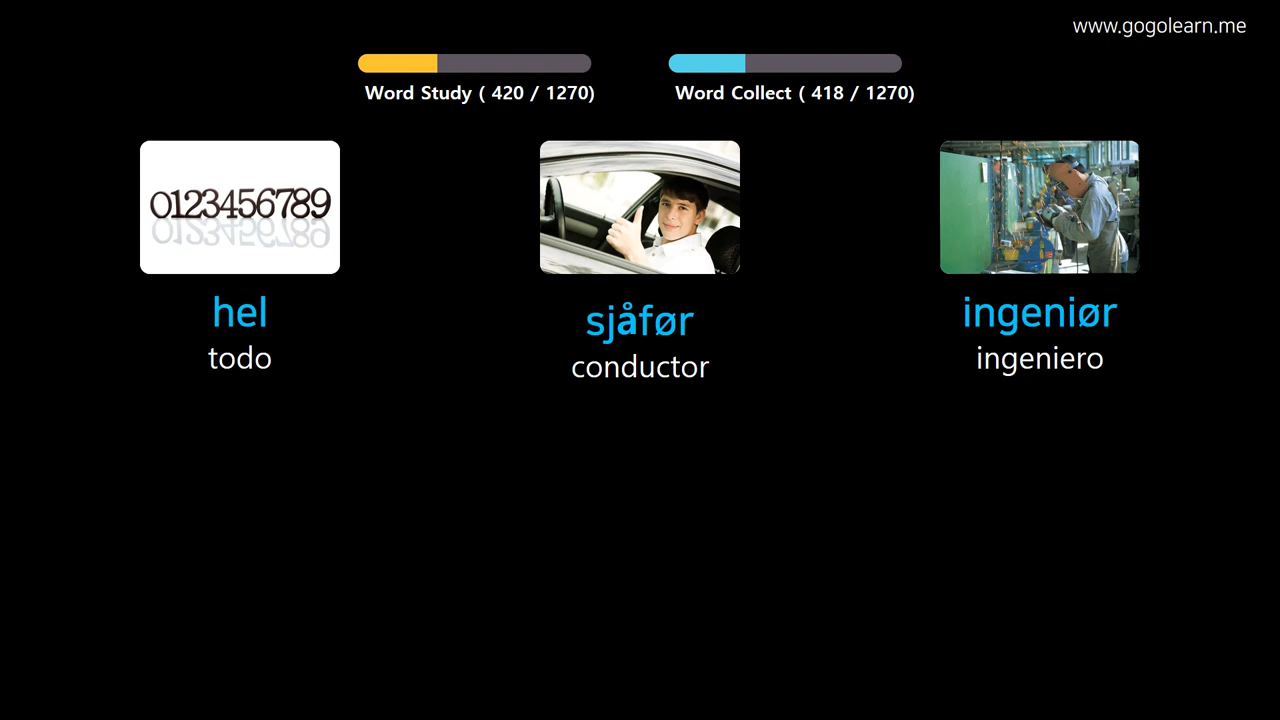 www.gogolearn.me
Word Study ( 420 / 1270)
Word Collect ( 418 / 1270)
0123456789
hel
todo
sjåfør
conductor
ingeniør
ingeniero